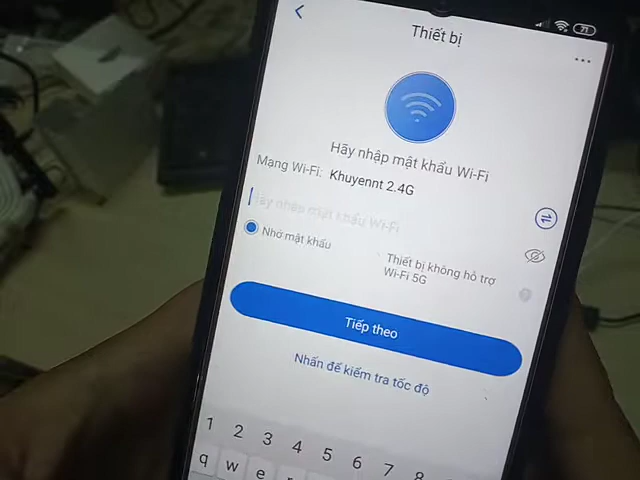 71
Thiết bị
Hãy nhập mật khẩu Wi-Fi
Mạng Wi-Fi: Khuyennt 2.4G
Hãy nhập mật khẩu Wi-Fi
Nhớ mật khẩu
Thiết bị không hỗ trợ
Wi-Fi 5G
Tiếp theo
Nhấn để kiểm tra tốc độ
1 2 3 4 5 6 7 8
q w e